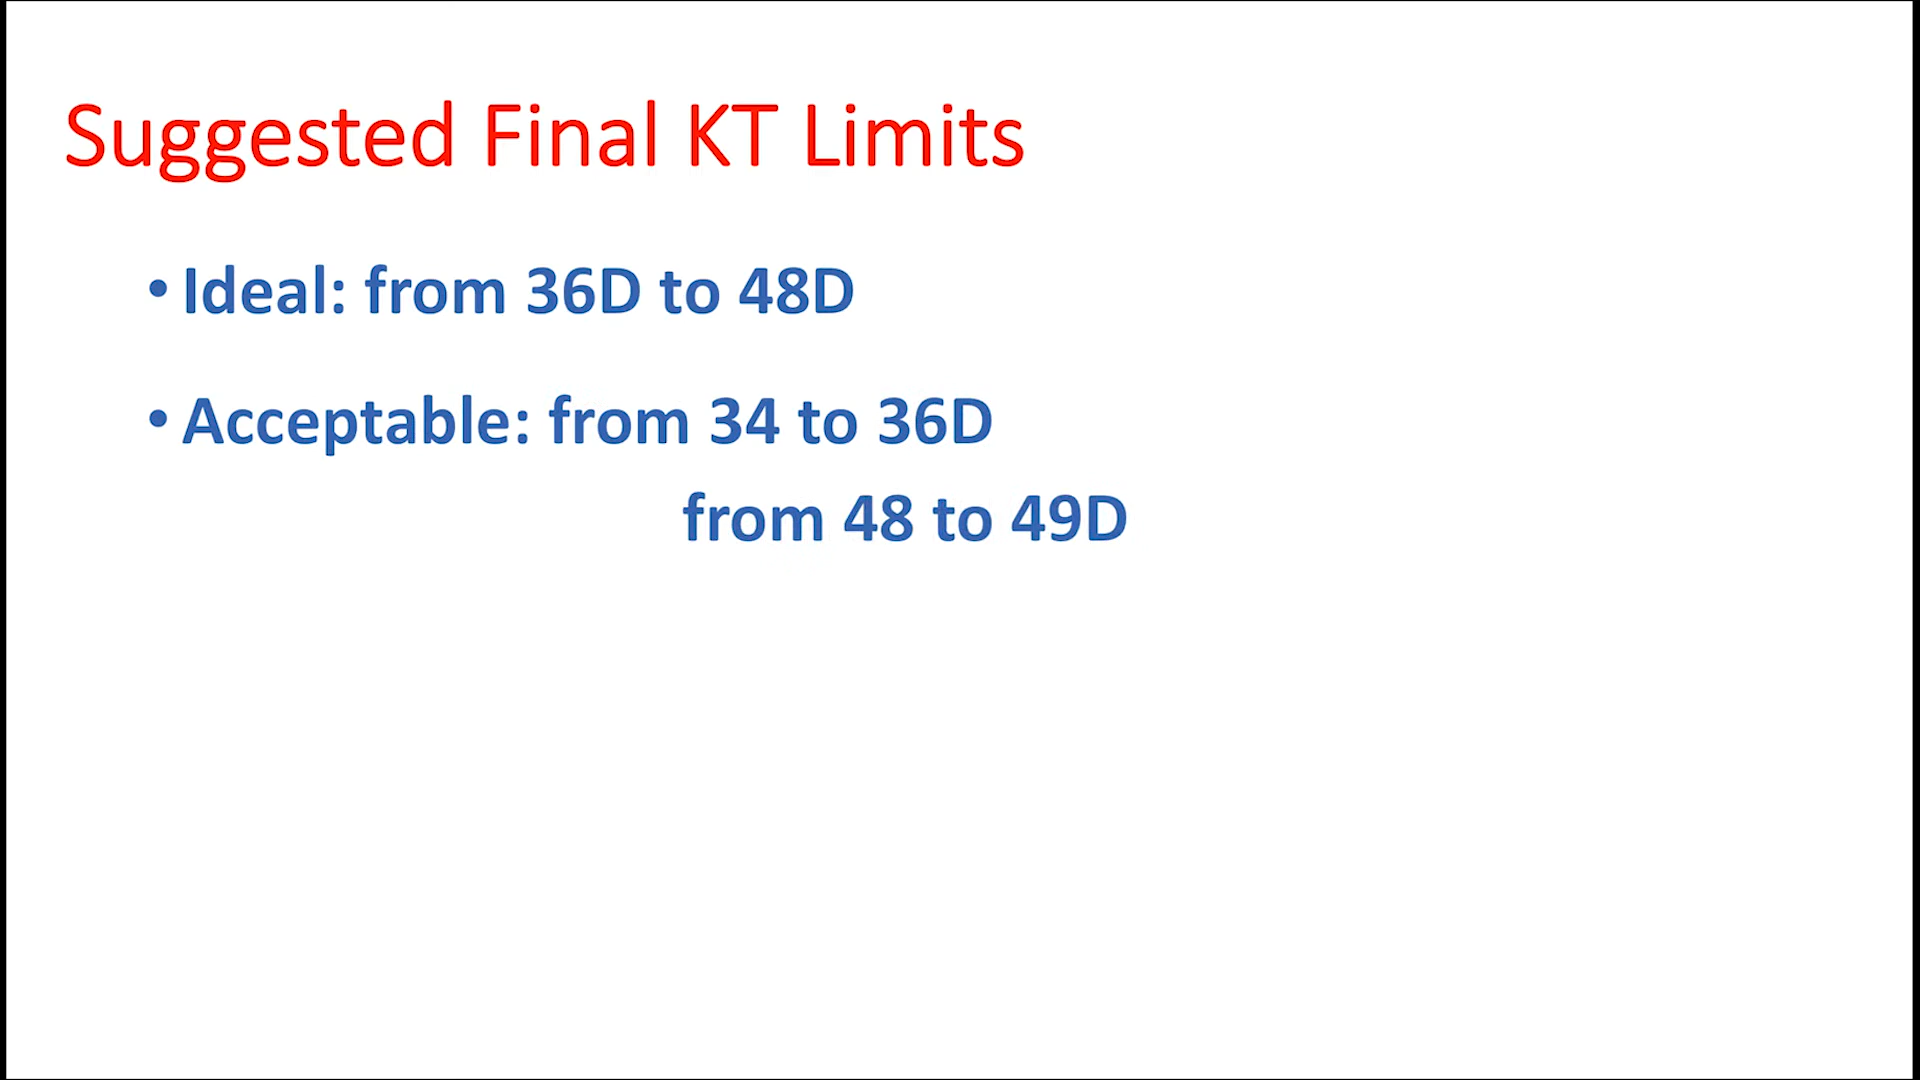 Suggested Final KT Limits
• Ideal: from 36D to 48D
• Acceptable: from 34 to 36D
from 48 to 49D